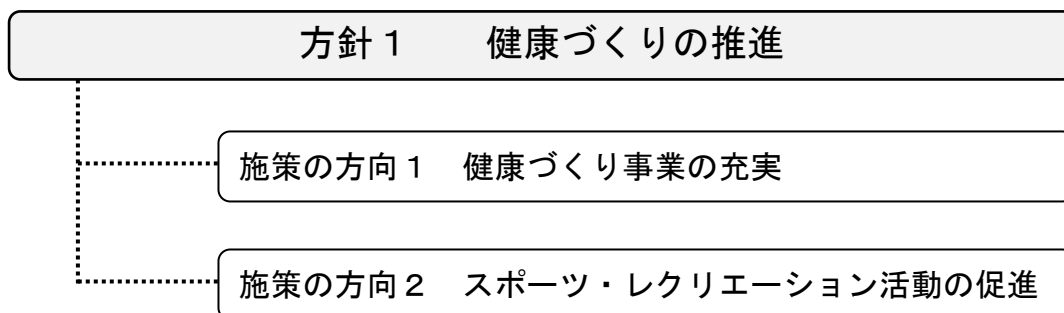 方針１　　健康づくりの推進
施策の方向１　健康づくり事業の充実
施策の方向２　スポーツ・レクリエーション活動の促進